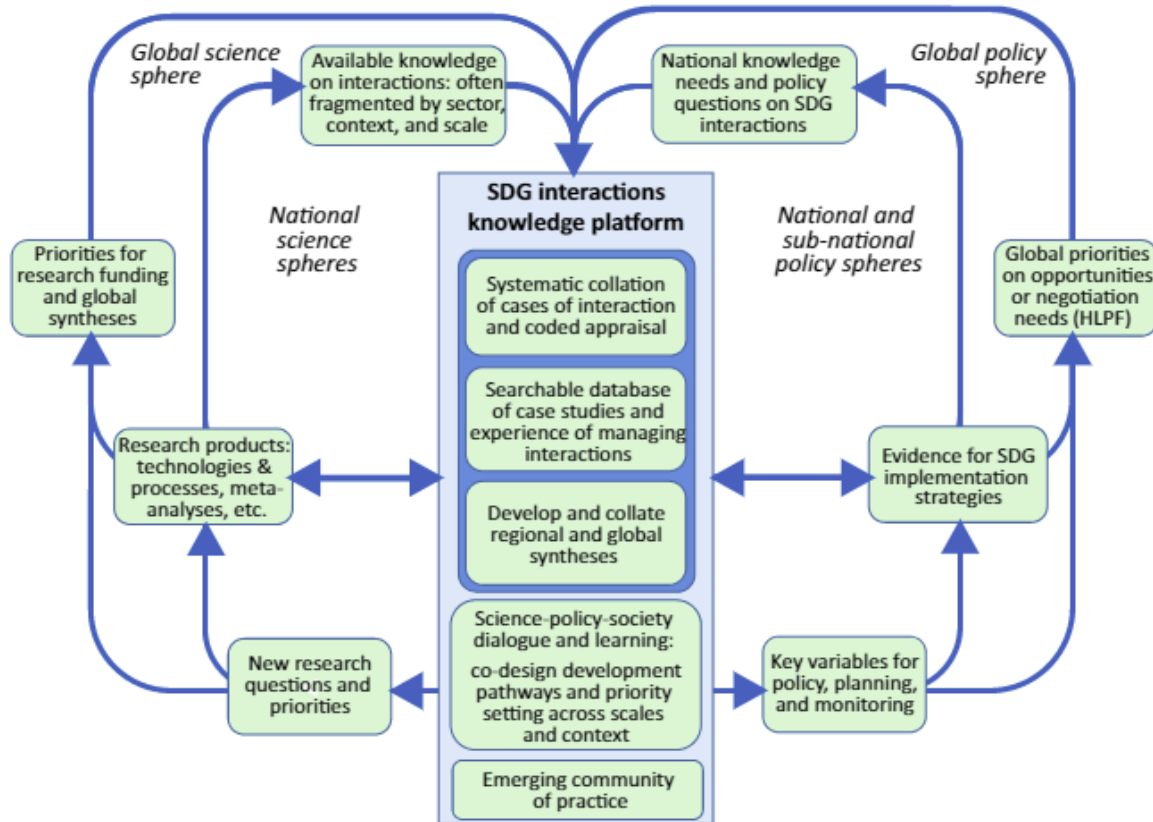 Global science
sphere
Available knowledge
on interactions: often
fragmented by sector,
context, and scale
National knowledge
needs and policy
questions on SDG
interactions
Global policy
sphere
SDG interactions
knowledge platform
National
science
spheres
National and
sub-national
policy spheres
Priorities for
research funding
and global
syntheses
Global priorities
on opportunities
or negotiation
needs (HLPF)
Systematic collation
of cases of interaction
and coded appraisal
Searchable database
of case studies and
experience of managing
interactions
Research products:
technologies &
processes, meta-
analyses, etc.
Evidence for SDG
implementation
strategies
Develop and collate
regional and global
syntheses
Science-policy-society
dialogue and learning:
co-design development
pathways and priority
setting across scales
and context
New research
questions and
priorities
Key variables for
policy, planning,
and monitoring
Emerging community
of practice